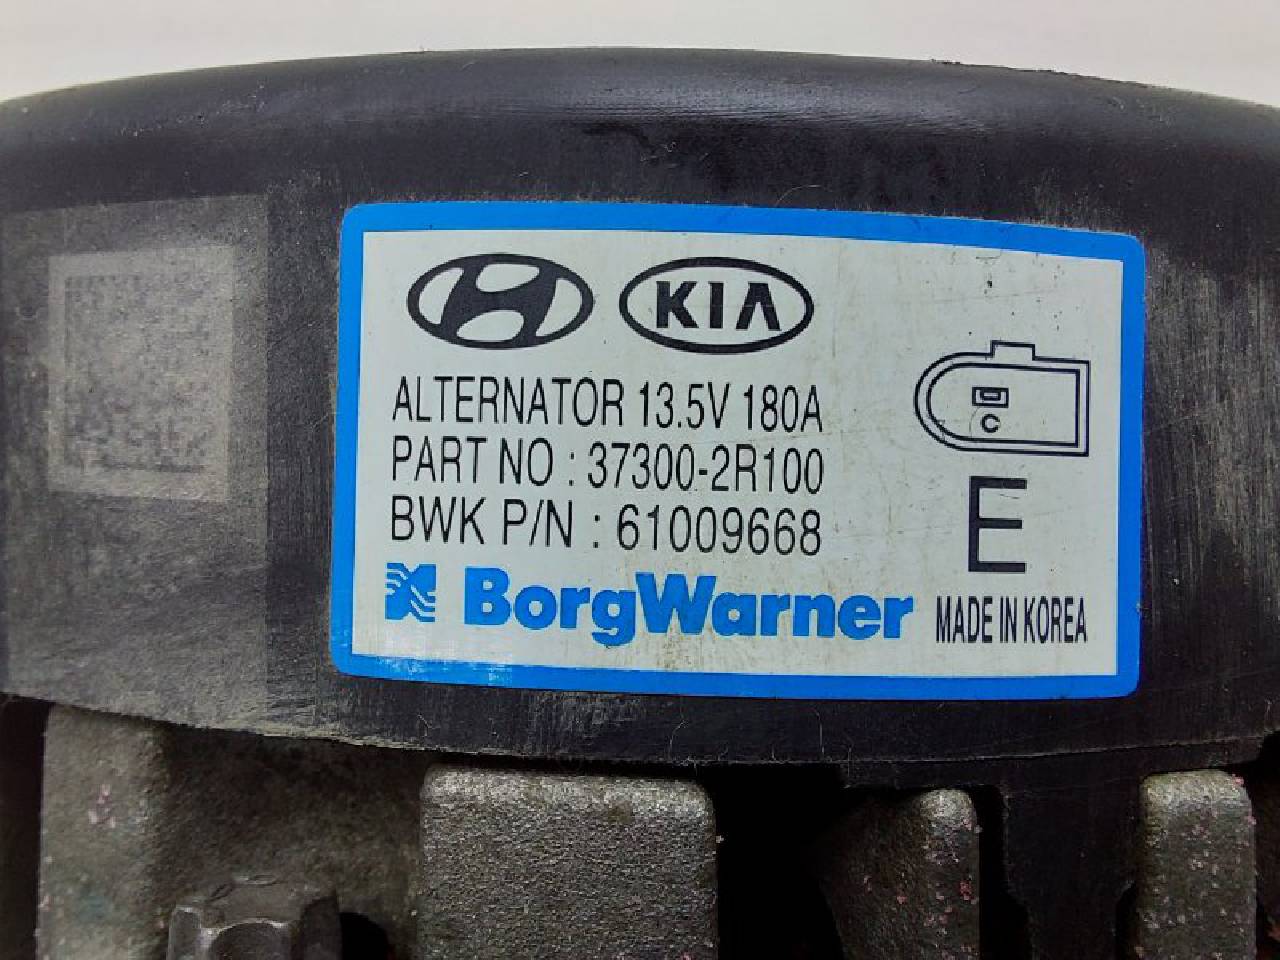 KIA
ALTERNATOR 13.5V 180A
PART NO : 37300-2R100
BWK P/N : 61009668
C
E
BorgWarner
MADE IN KOREA